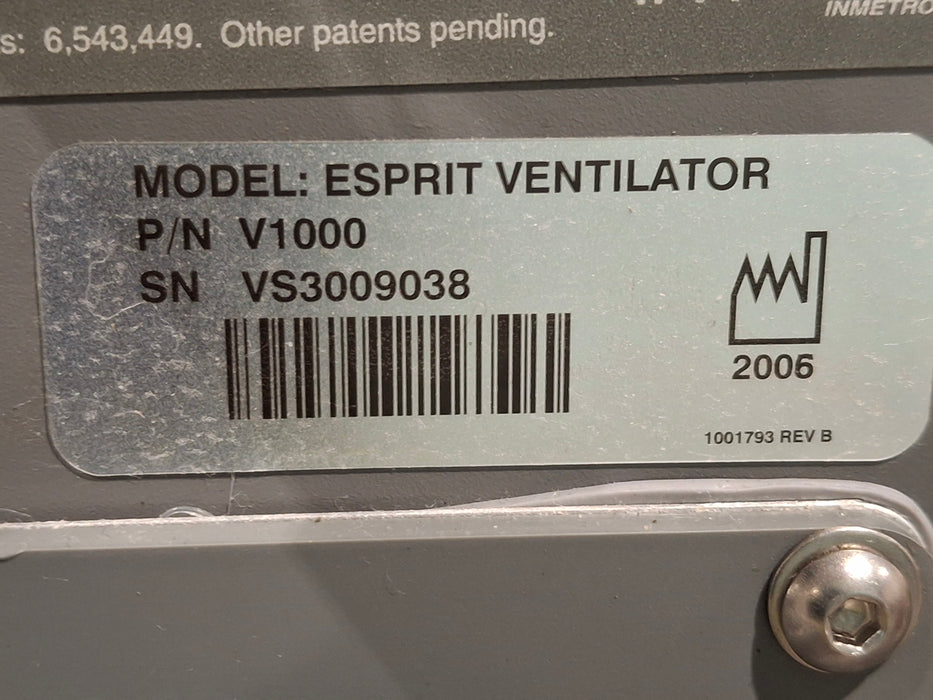 s: 6,543,449. Other patents pending.
INMETRO
MODEL: ESPRIT VENTILATOR
P/N V1000
SN VS3009038
2006
1001793 REV B